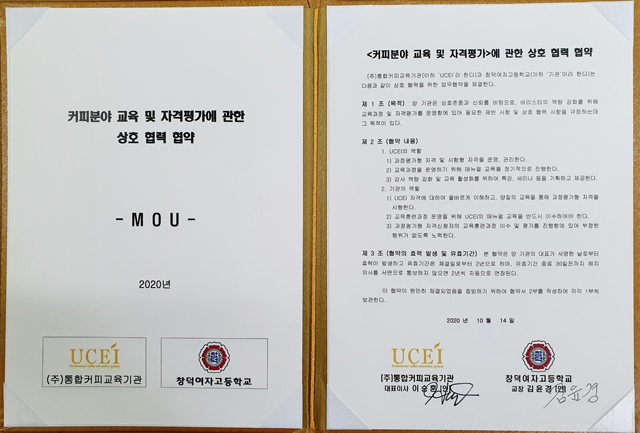 커피분야 교육 및 자격평가에 관한
상호 협력 협약
- M O U -
2020년
UCEI
(주)통합커피교육기관
창덕여자고등학교
<커피분야 교육 및 자격평가>에 관한 상호 협력 협약
(주)통합커피교육기관(이하 'UCEI'라 한다)과 창덕여자고등학교(이하 '기관'이라 한다)는
다음과 같이 상호 협력을 위한 업무협약을 체결한다.
제 1 조 (목적) 양 기관은 상호존중과 신뢰를 바탕으로, 바리스타의 역량 강화를 위해
교육과정 및 자격평가를 운영함에 있어 필요한 제반 사항 및 상호 협력 사항을 규정하는데
그 목적이 있다.
제 2 조 (협약 내용)
1. UCEI의 역할
1) 과정평가형 자격 및 시험형 자격을 운영, 관리한다.
2) 교육과정을 운영하기 위해 매뉴얼 교육을 정기적으로 진행한다.
3) 강사 역량 강화 및 교육 활성화를 위하여 특강, 세미나 등을 기획하고 제공한다.
2. 기관의 역할
1) UCEI 자격에 대하여 올바르게 이해하고, 양질의 교육을 통해 과정평가형 자격을
시행한다.
2) 교육훈련과정 운영을 위해 UCEI의 매뉴얼 교육을 반드시 이수하여야 한다.
3) 과정평가형 자격신청자의 교육훈련과정 이수 및 평가를 진행함에 있어 부정한
행위가 없도록 노력한다.
제 3 조 (협약의 효력 발생 및 유효기간) 본 협약은 양 기관의 대표가 서명한 날로부터
효력이 발생하고 유효기간은 체결일로부터 2년으로 하며, 유효기간 종료 30일전까지 해지
의사를 서면으로 통보하지 않으면 2년씩 자동으로 연장된다.
이 협약이 원만히 체결되었음을 증빙하기 위하여 협약서 2부를 작성하여 각각 1부씩
보관한다.
2020 년 10 월 14 일
UCEI
(주)통합커피교육기관
대표이사 이승훈(인)
창덕여자고등학교
교장 김윤경(인)
김윤경